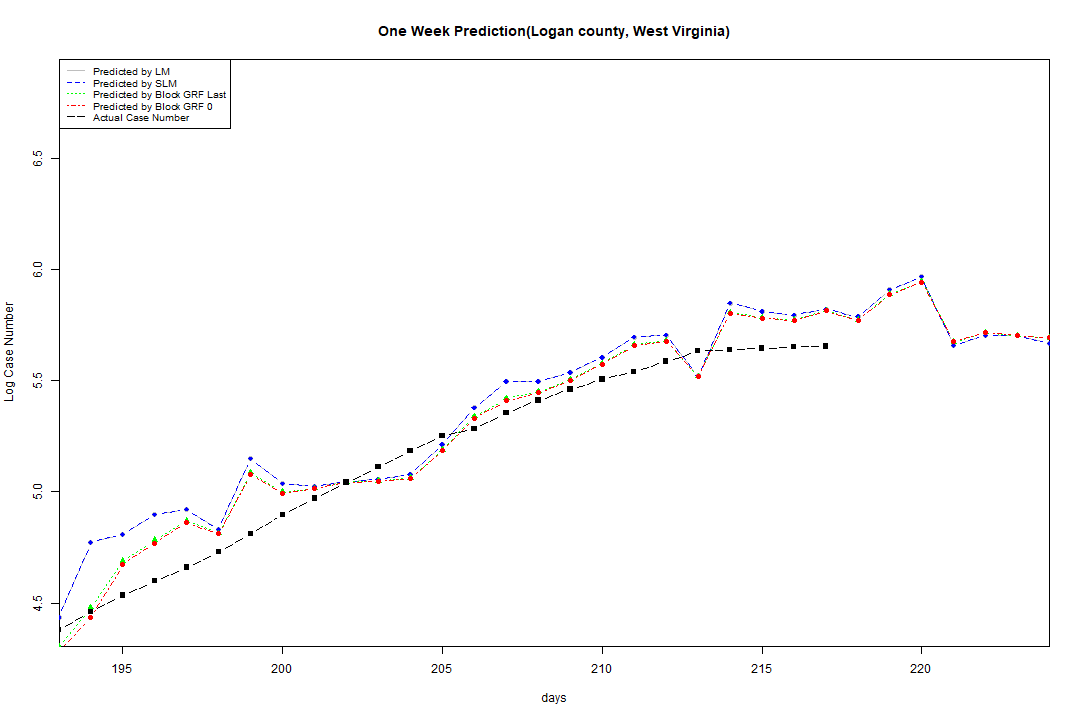 One Week Prediction(Logan county, West Virginia)
Predicted by LM
Predicted by SLM
Predicted by Block GRF Last
Predicted by Block GRF 0
Actual Case Number
6.5
6.0
5.5
5.0
4.5
Log Case Number
195 200 205 210 215 220
days